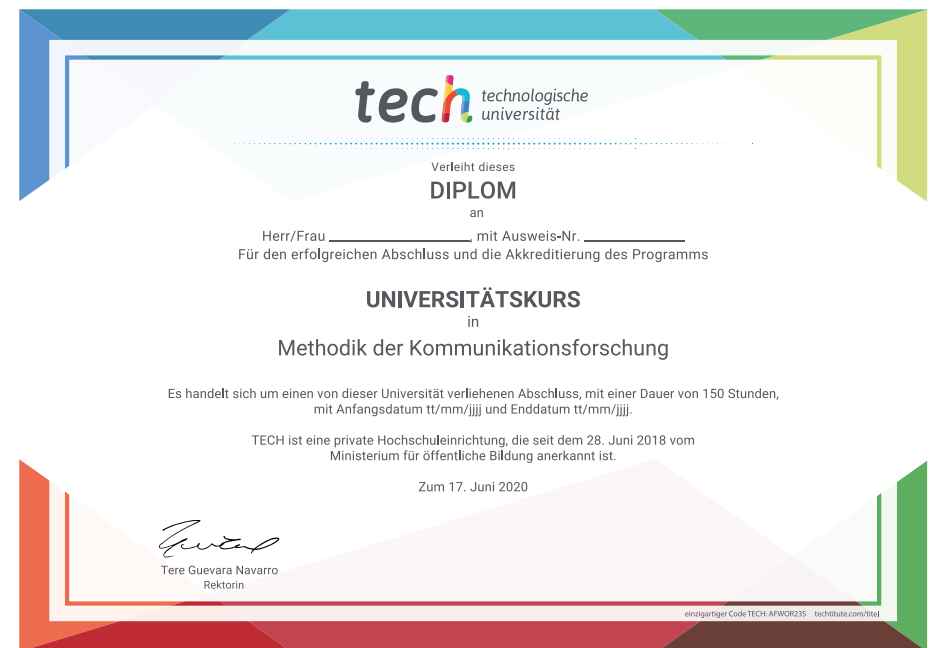 tech technologische
universität
Verleiht dieses
DIPLOM
an
Herr/Frau ____________________, mit Ausweis-Nr. ______________
Für den erfolgreichen Abschluss und die Akkreditierung des Programms
UNIVERSITÄTSKURS
in
Methodik der Kommunikationsforschung
Es handelt sich um einen von dieser Universität verliehenen Abschluss, mit einer Dauer von 150 Stunden,
mit Anfangsdatum tt/mm/jjjj und Enddatum tt/mm/jjjj.
TECH ist eine private Hochschuleinrichtung, die seit dem 28. Juni 2018 vom
Ministerium für öffentliche Bildung anerkannt ist.
Zum 17. Juni 2020
Tere Guevara Navarro
Rektorin
einzigartiger Code TECH: AFWOR23S techtitute.com/titel